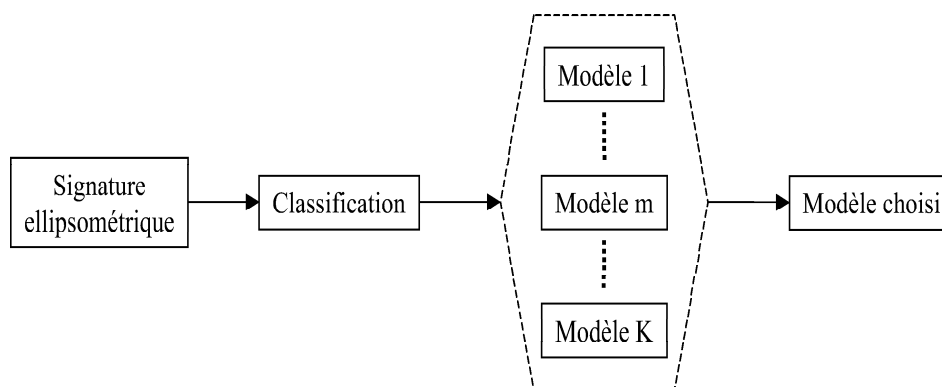 Signature
ellipsométrique
Classification
Modèle 1
Modèle m
Modèle K
Modèle choisi